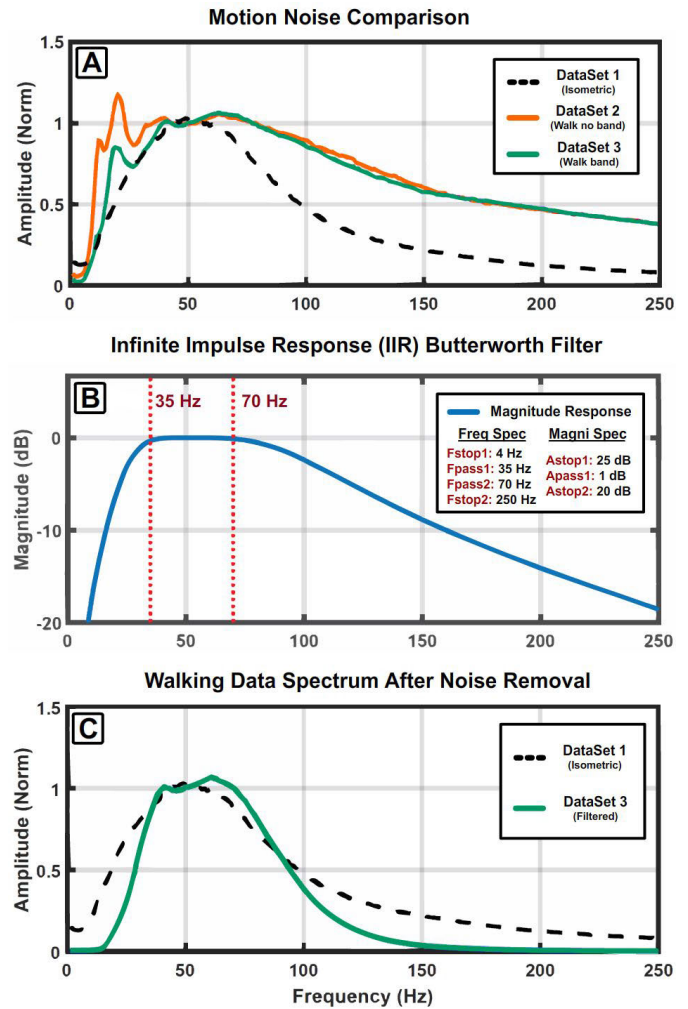 Motion Noise Comparison
A
1.5
1
0.5
0
Amplitude (Norm)
DataSet 1
(Isometric)
DataSet 2
(Walk no band)
DataSet 3
(Walk band)
0 50 100 150 200 250
Infinite Impulse Response (IIR) Butterworth Filter
B
35 Hz 70 Hz
0
-10
-20
Magnitude (dB)
Magnitude Response
Freq Spec Magni Spec
Fstop1: 4 Hz Astop1: 25 dB
Fpass1: 35 Hz Apass1: 1 dB
Fpass2: 70 Hz Astop2: 20 dB
Fstop2: 250 Hz
0 50 100 150 200 250
Walking Data Spectrum After Noise Removal
C
1.5
1
0.5
0
Amplitude (Norm)
DataSet 1
(Isometric)
DataSet 3
(Filtered)
0 50 100 150 200 250
Frequency (Hz)